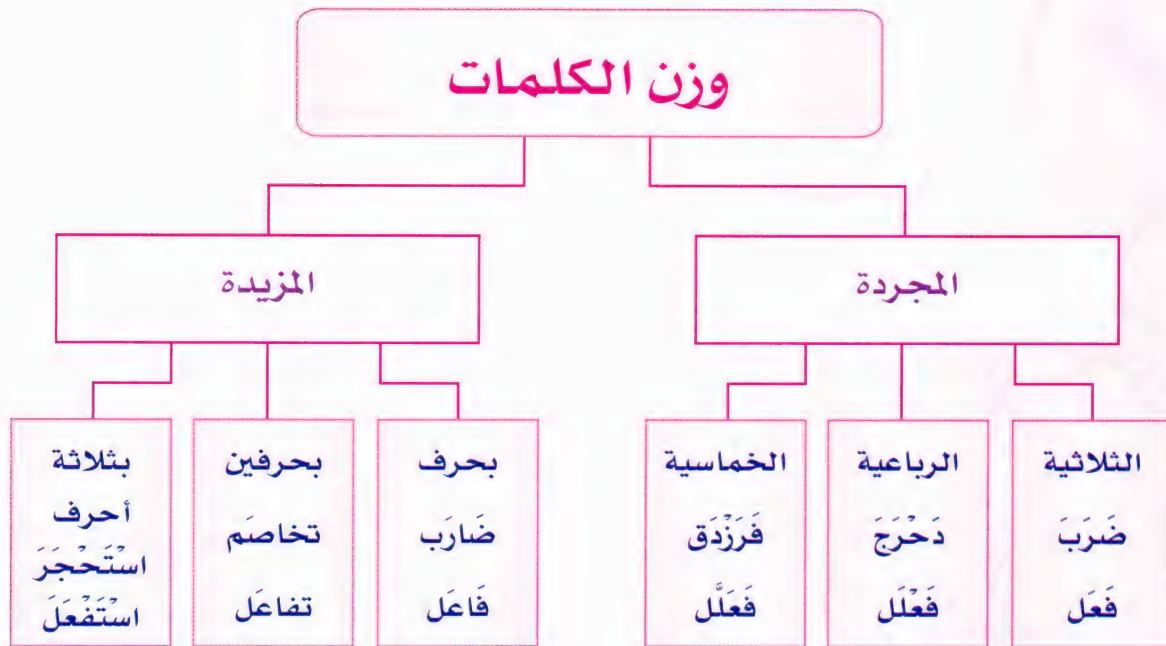 وزن الكلمات
المجردة
المزيدة
الثلاثية
ضَرَبَ
فَعَل
الرباعية
دَحْرَجَ
فَعْلَل
الخماسية
فَرَزْدَق
فَعَلَّل
بحرف
ضَارَب
فَاعَل
بحرفين
تخاصَم
تفاعَل
بثلاثة
أحرف
اسْتَحْجَرَ
اسْتَفْعَلَ